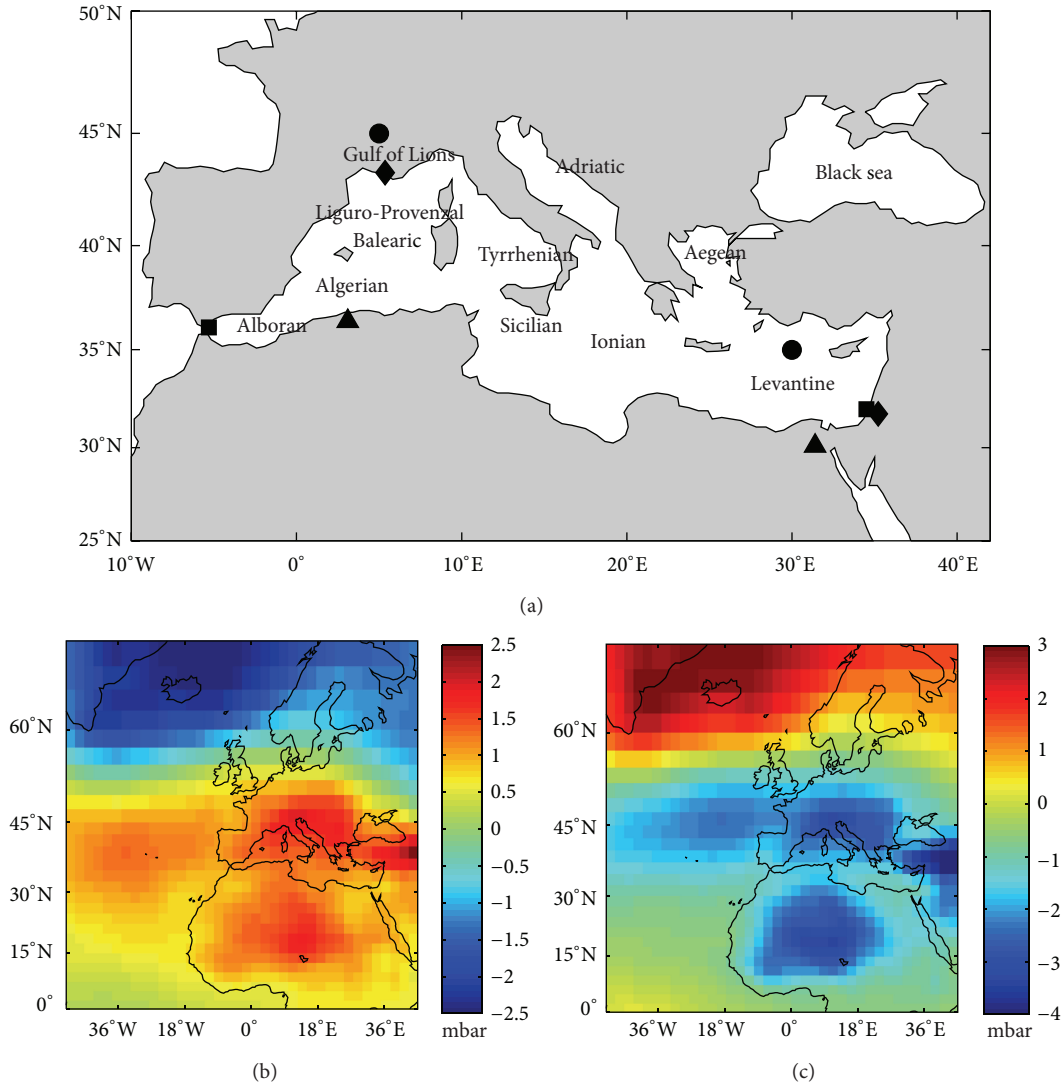 50°N
45°N
40°N
35°N
30°N
25°N
Gulf of Lions
Adriatic
Black sea
Liguro-Provenzal
Balearic
Tyrrhenian
Aegean
Algerian
Alboran
Sicilian
Ionian
Levantine
10°W 0° 10°E 20°E 30°E 40°E
(a)
60°N
45°N
30°N
15°N
0°
36°W 18°W 0° 18°E 36°E
2.5
2
1.5
1
0.5
0
−0.5
−1
−1.5
−2
−2.5
mbar
(b)
60°N
45°N
30°N
15°N
0°
36°W 18°W 0° 18°E 36°E
3
2
1
0
−1
−2
−3
−4
mbar
(c)